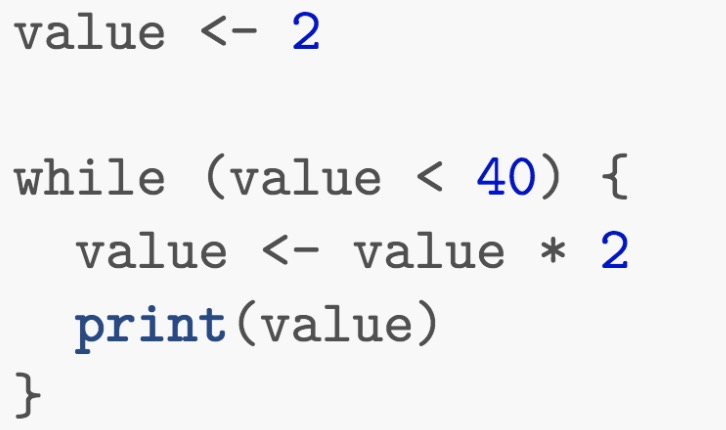 value <- 2
while (value < 40) {
  value <- value * 2
  print(value)
}